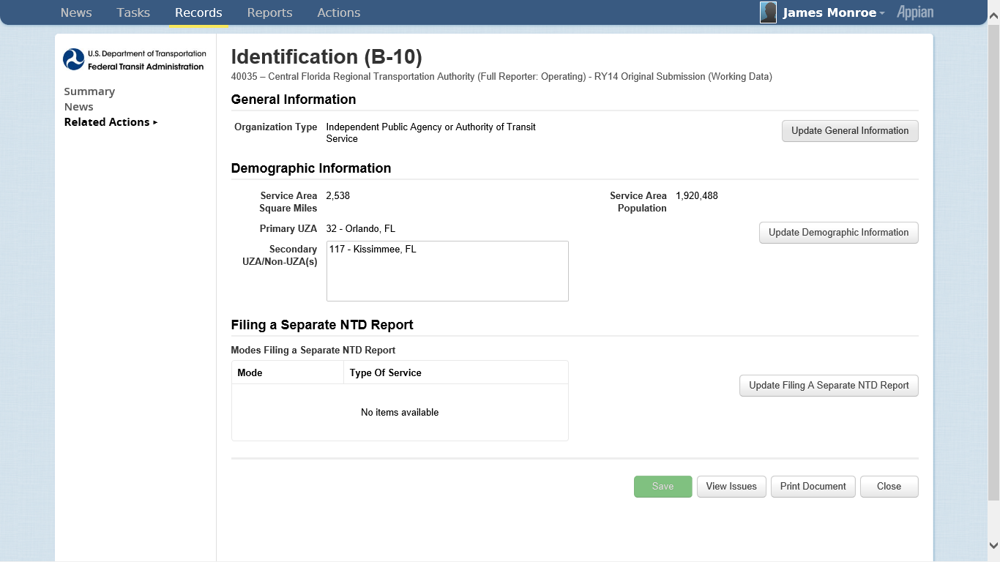 News Tasks Records Reports Actions James Monroe Appian
U.S. Department of Transportation
Federal Transit Administration
Summary
News
Related Actions
Identification (B-10)
40035 – Central Florida Regional Transportation Authority (Full Reporter: Operating) - RY14 Original Submission (Working Data)
General Information
Organization Type Independent Public Agency or Authority of Transit
Service
Update General Information
Demographic Information
Service Area
Square Miles
2,538
Service Area
Population
1,920,488
Primary UZA 32 - Orlando, FL
Update Demographic Information
Secondary
UZA/Non-UZA(s)
117 - Kissimmee, FL
Filing a Separate NTD Report
Modes Filing a Separate NTD Report
Mode Type Of Service
Update Filing A Separate NTD Report
No items available
Save View Issues Print Document Close